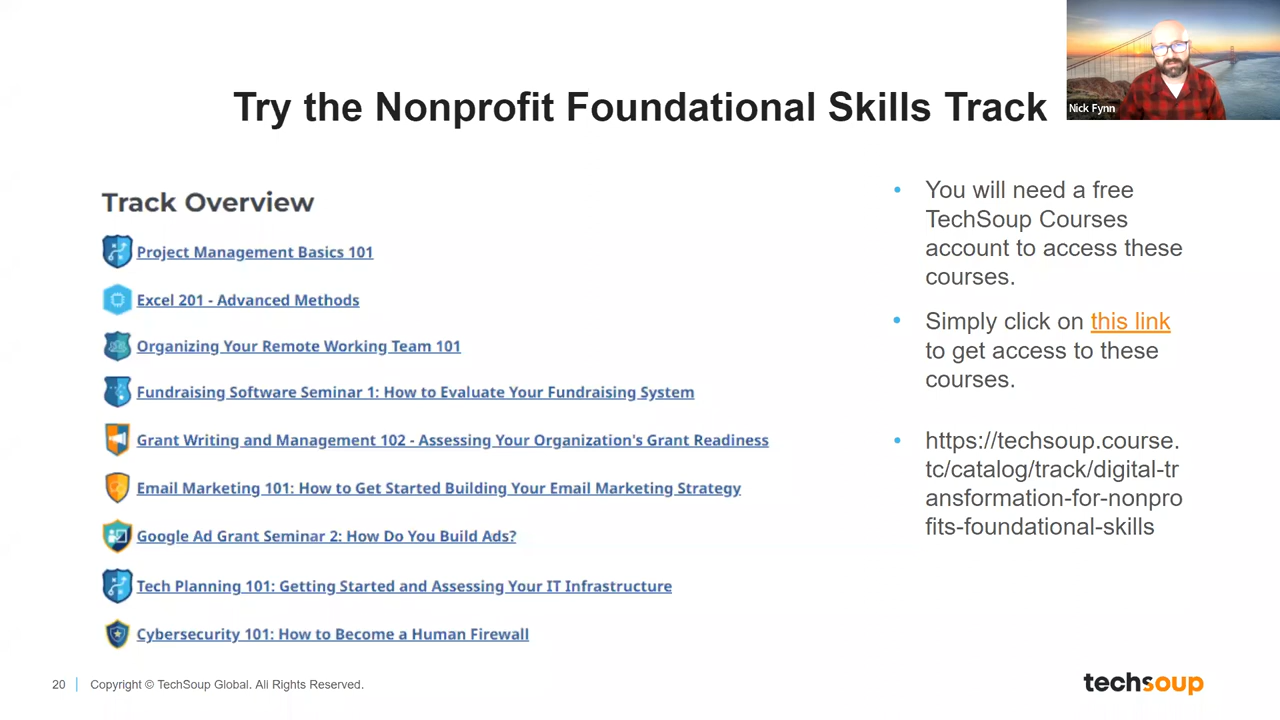 Try the Nonprofit Foundational Skills Track
Nick Fynn
Track Overview
Project Management Basics 101
Excel 201 - Advanced Methods
Organizing Your Remote Working Team 101
Fundraising Software Seminar 1: How to Evaluate Your Fundraising System
Grant Writing and Management 102 - Assessing Your Organization's Grant Readiness
Email Marketing 101: How to Get Started Building Your Email Marketing Strategy
Google Ad Grant Seminar 2: How Do You Build Ads?
Tech Planning 101: Getting Started and Assessing Your IT Infrastructure
Cybersecurity 101: How to Become a Human Firewall
• You will need a free
TechSoup Courses
account to access these
courses.
• Simply click on this link
to get access to these
courses.
• https://techsoup.course.
tc/catalog/track/digital-tr
ansformation-for-nonpro
fits-foundational-skills
20 | Copyright © TechSoup Global. All Rights Reserved.
techsoup